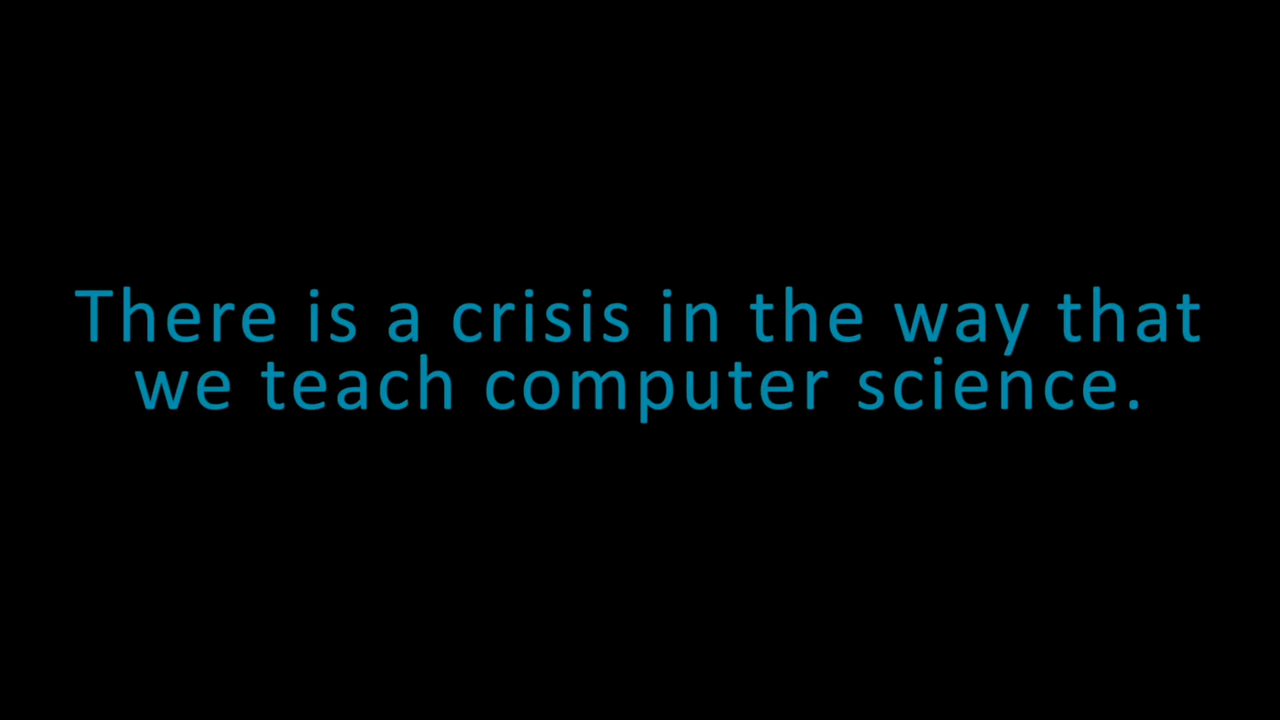 There is a crisis in the way that
we teach computer science.